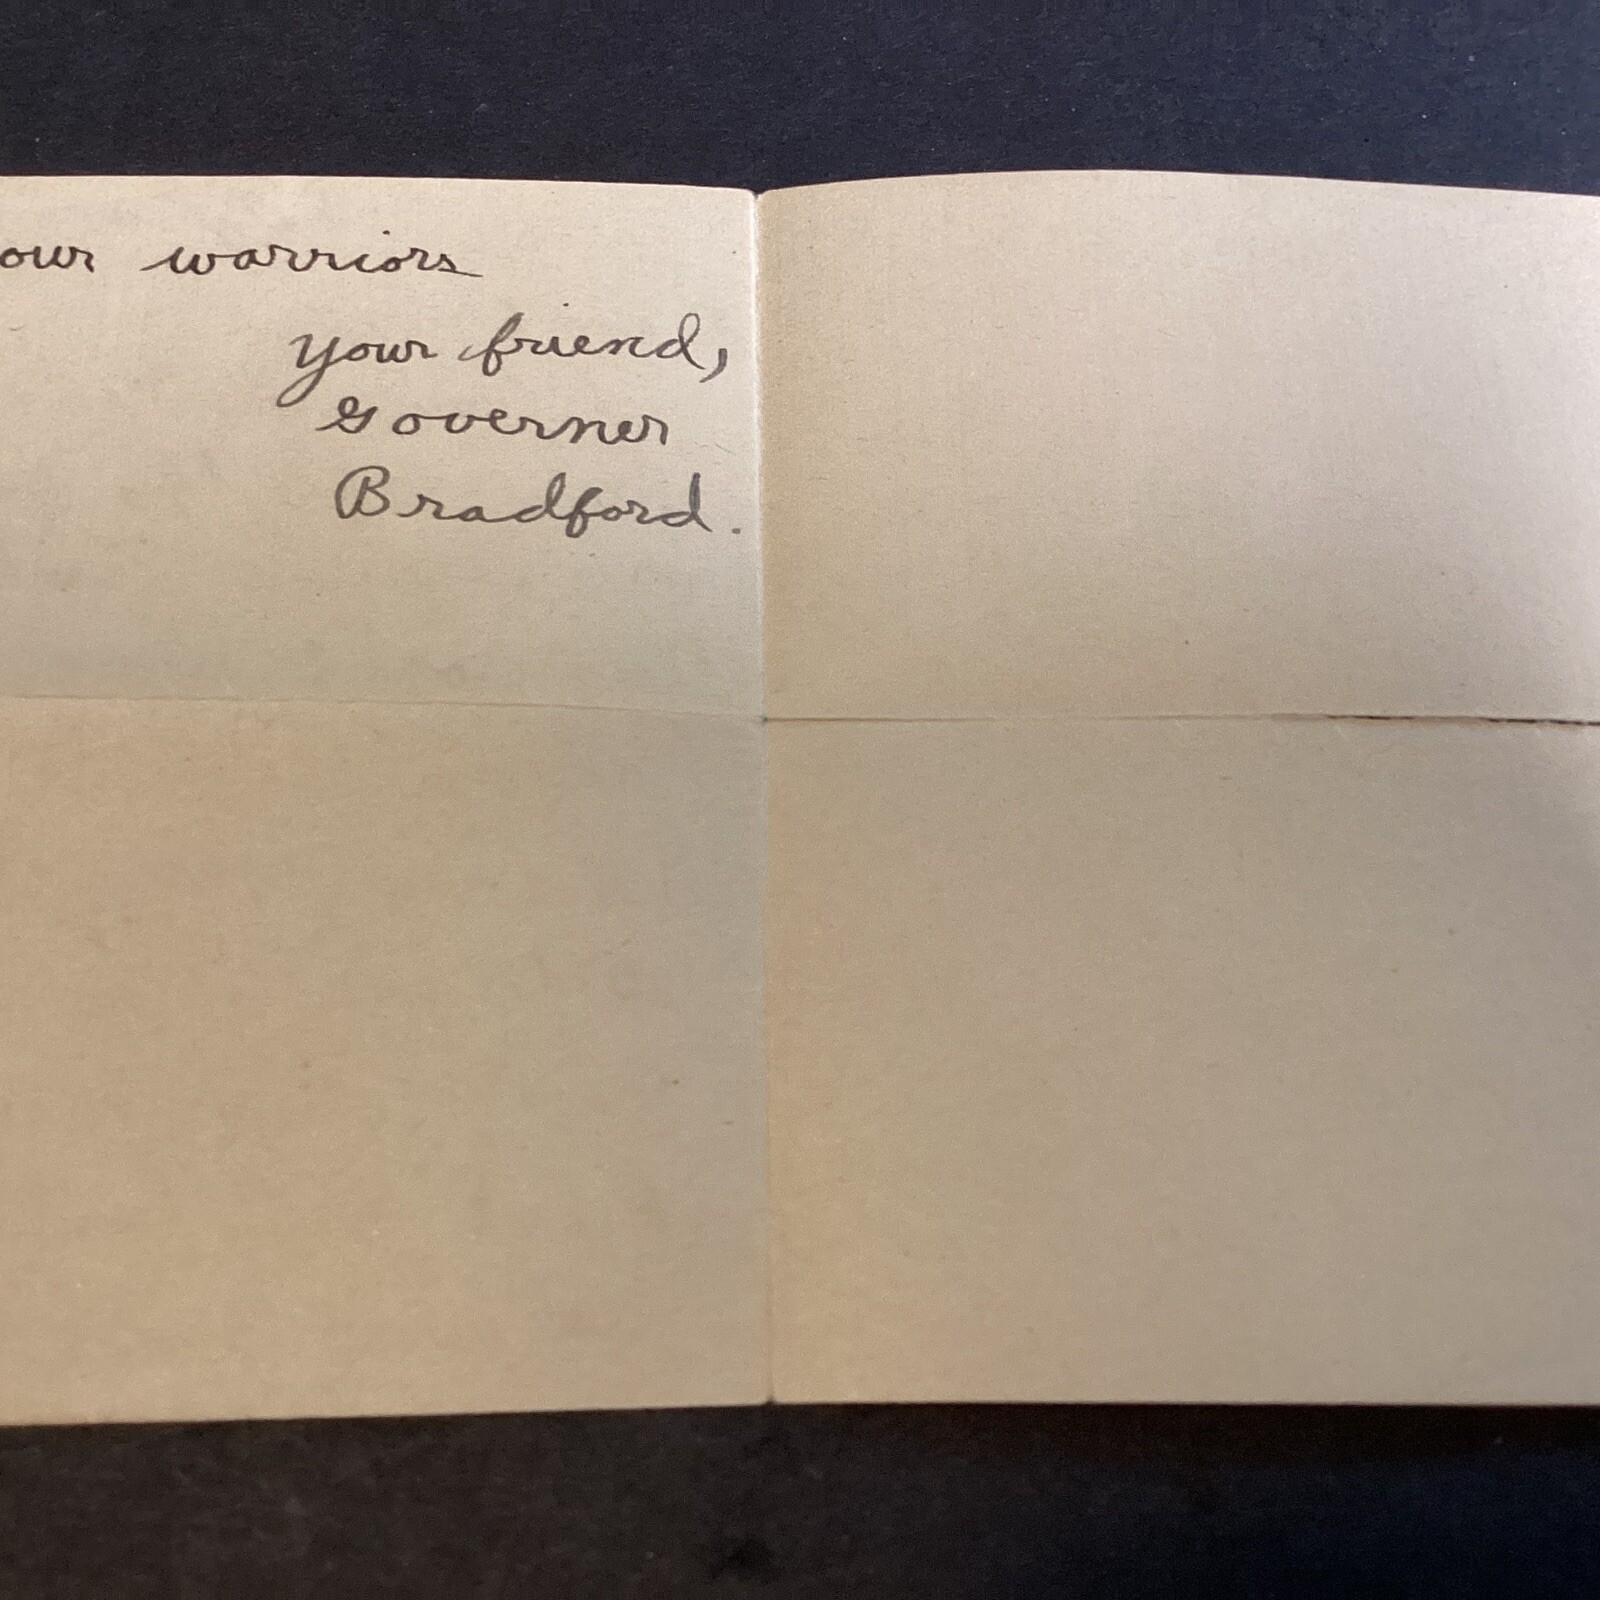 our warriors
your friend,
Governer
Bradford.